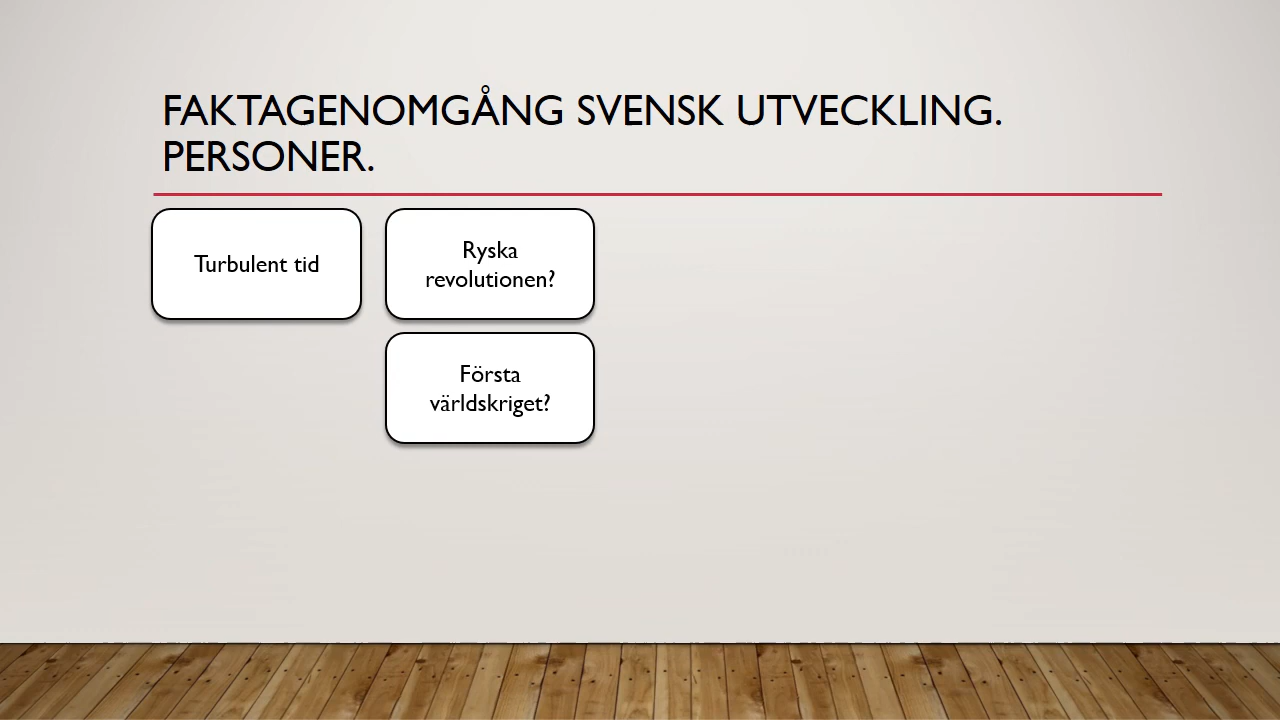 FAKTAGENOMGÅNG SVENSK UTVECKLING.
PERSONER.
Turbulent tid
Ryska
revolutionen?
Första
världskriget?